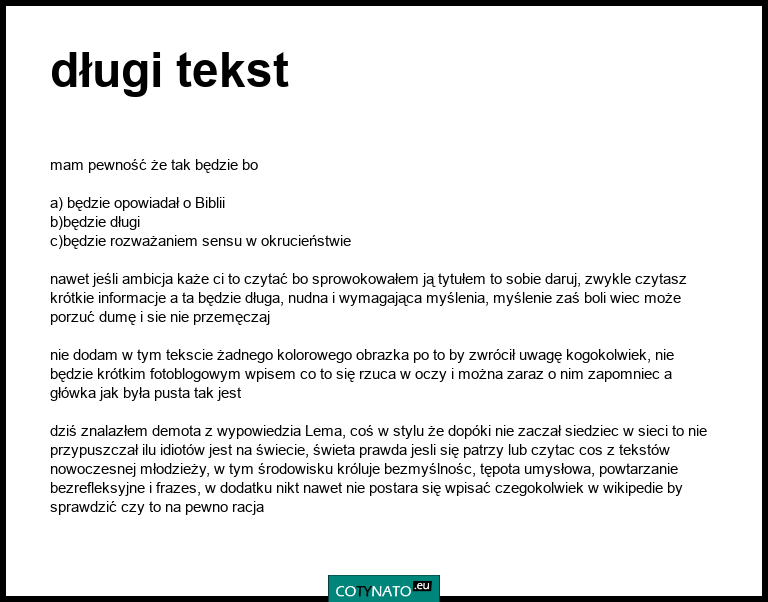 długi tekst
mam pewność że tak będzie bo
a) będzie opowiadał o Biblii
b)będzie długi
c)będzie rozważaniem sensu w okrucieństwie
nawet jeśli ambicja każe ci to czytać bo sprowokowałem ją tytułem to sobie daruj, zwykle czytasz
krótkie informacje a ta będzie długa, nudna i wymagająca myślenia, myślenie zaś boli wiec może
porzuć dumę i sie nie przemęczaj
nie dodam w tym tekscie żadnego kolorowego obrazka po to by zwrócił uwagę kogokolwiek, nie
będzie krótkim fotoblogowym wpisem co to się rzuca w oczy i można zaraz o nim zapomniec a
główka jak była pusta tak jest
dziś znalazłem demota z wypowiedzia Lema, coś w stylu że dopóki nie zaczał siedziec w sieci to nie
przypuszczał ilu idiotów jest na świecie, świeta prawda jesli się patrzy lub czytac cos z tekstów
nowoczesnej młodzieży, w tym środowisku króluje bezmyślnośc, tępota umysłowa, powtarzanie
bezrefleksyjne i frazes, w dodatku nikt nawet nie postara się wpisać czegokolwiek w wikipedie by
sprawdzić czy to na pewno racja
COTYNATO.eu